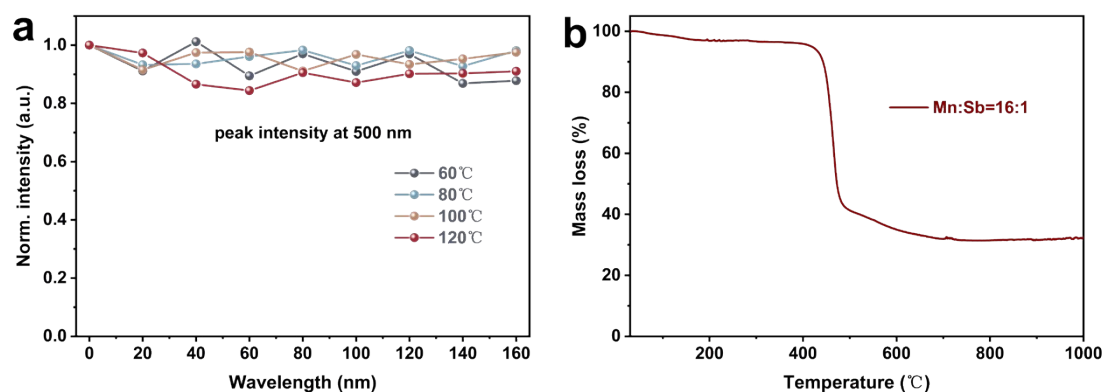 a
Norm. intensity (a.u.)
1.0
0.8
0.6
0.4
0.2
0.0
peak intensity at 500 nm
60℃
80℃
100℃
120℃
0 20 40 60 80 100 120 140 160
Wavelength (nm)
b
Mass loss (%)
100
80
60
40
20
Mn:Sb=16:1
200 400 600 800 1000
Temperature (℃)